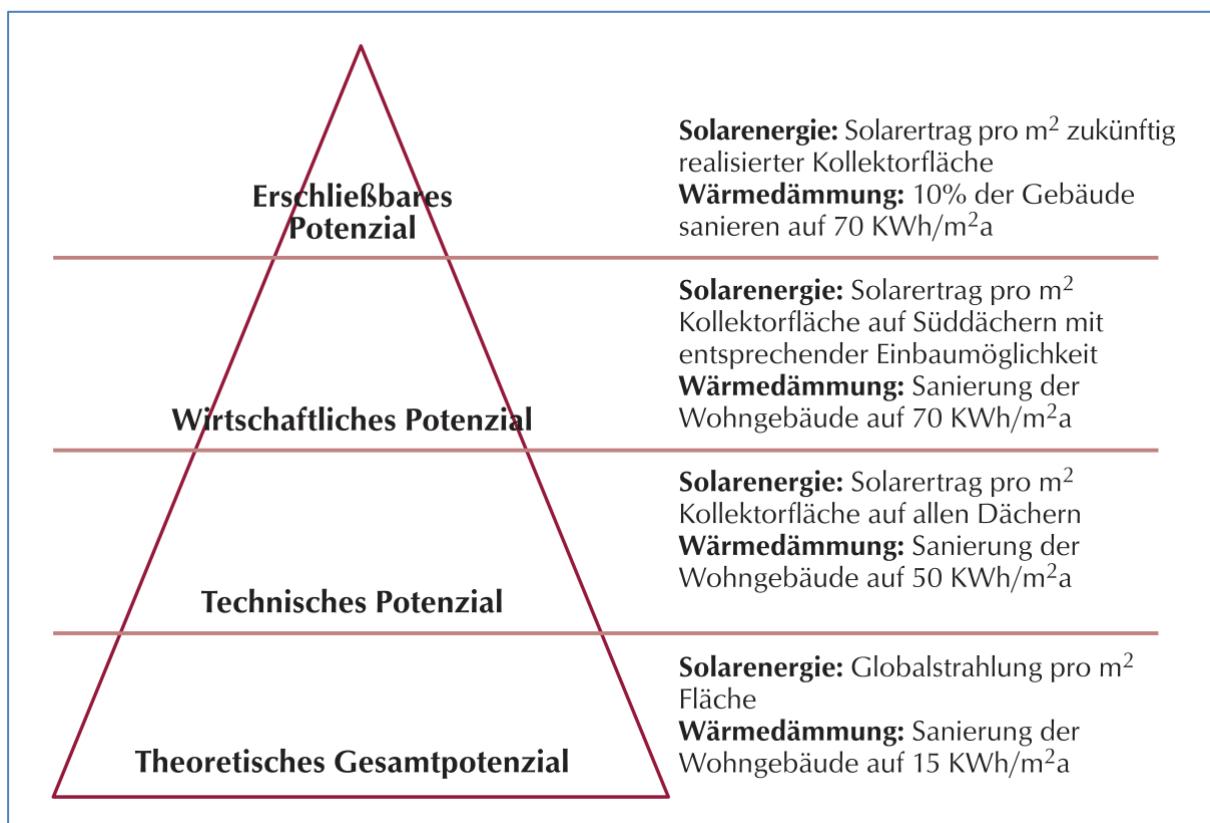 Erschließbares
Potenzial
Solarenergie: Solarertrag pro m² zukünftig
realisierter Kollektorfläche
Wärmedämmung: 10% der Gebäude
sanieren auf 70 KWh/m²a
Wirtschaftliches Potenzial
Solarenergie: Solarertrag pro m²
Kollektorfläche auf Süddächern mit
entsprechender Einbaumöglichkeit
Wärmedämmung: Sanierung der
Wohngebäude auf 70 KWh/m²a
Technisches Potenzial
Solarenergie: Solarertrag pro m²
Kollektorfläche auf allen Dächern
Wärmedämmung: Sanierung der
Wohngebäude auf 50 KWh/m²a
Theoretisches Gesamtpotenzial
Solarenergie: Globalstrahlung pro m²
Fläche
Wärmedämmung: Sanierung der
Wohngebäude auf 15 KWh/m²a